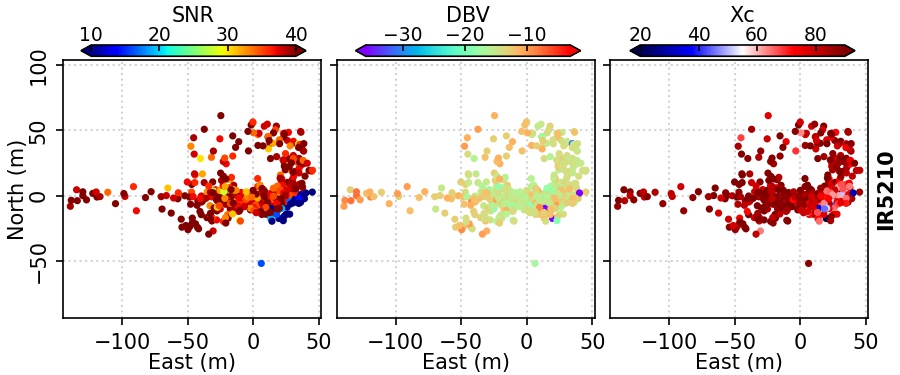 SNR DBV Xc
10 20 30 40 −30 −20 −10 20 40 60 80
100
50
0
−50
North (m)
IR5210
−100 −50 0 50 −100 −50 0 50 −100 −50 0 50
East (m) East (m) East (m)